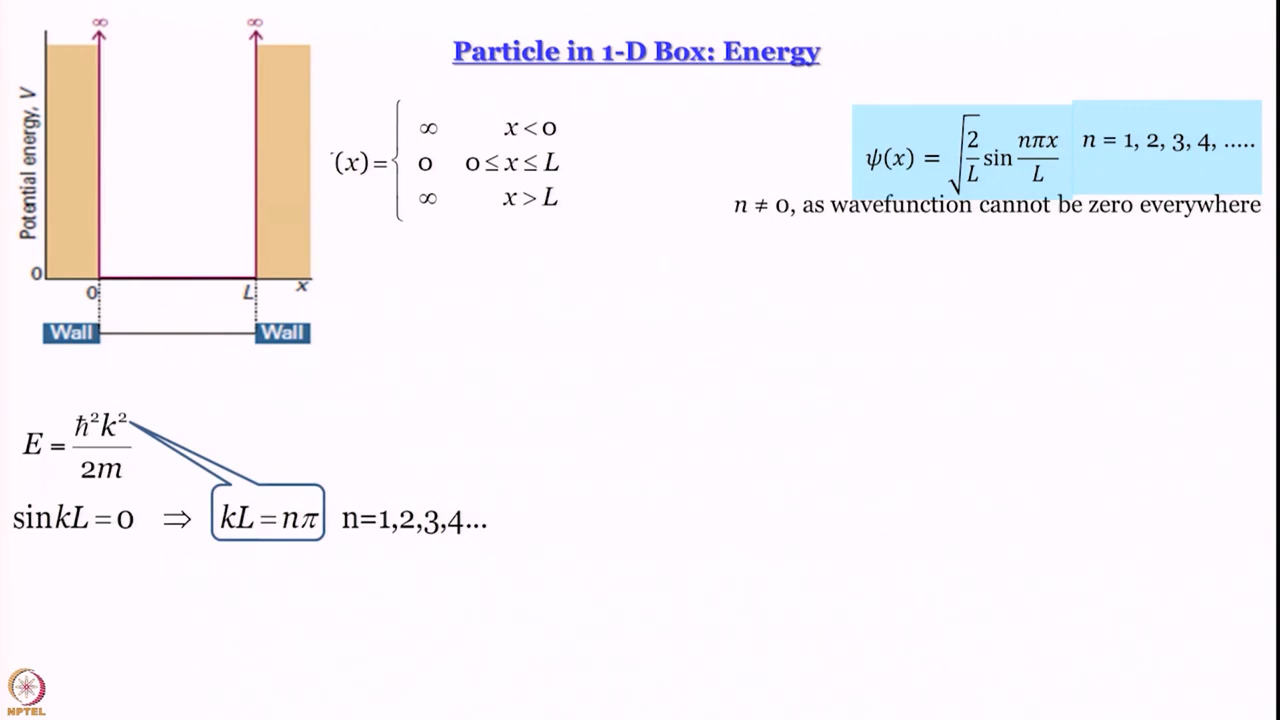 Particle in 1-D Box: Energy
∞ ∞
Potential energy, V
0
0 L x
Wall Wall
(x) = { ∞ x < 0
0 0 ≤ x ≤ L
∞ x > L
ψ(x) = √(2/L) sin nπx/L n = 1, 2, 3, 4, .....
n ≠ 0, as wavefunction cannot be zero everywhere
E = ℏ²k²/2m
sin kL = 0 ⇒ kL = nπ n=1,2,3,4...
NPTEL